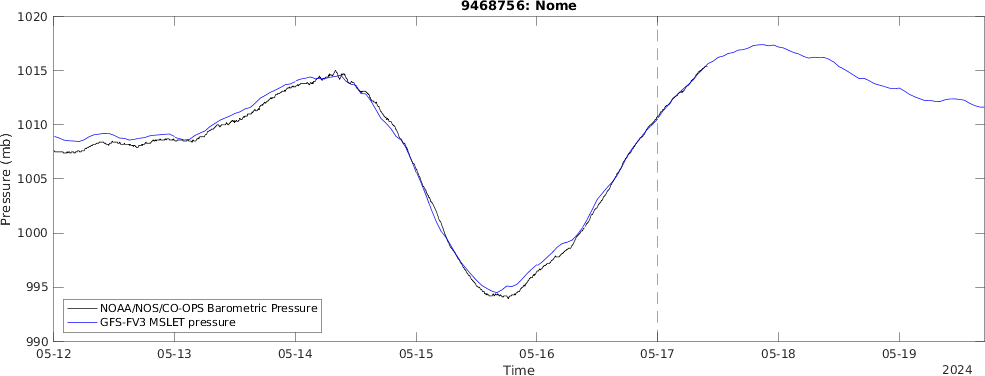 9468756: Nome
1020
1015
1010
1005
1000
995
990
Pressure (mb)
NOAA/NOS/CO-OPS Barometric Pressure
GFS-FV3 MSLET pressure
05-12 05-13 05-14 05-15 05-16 05-17 05-18 05-19
Time
2024